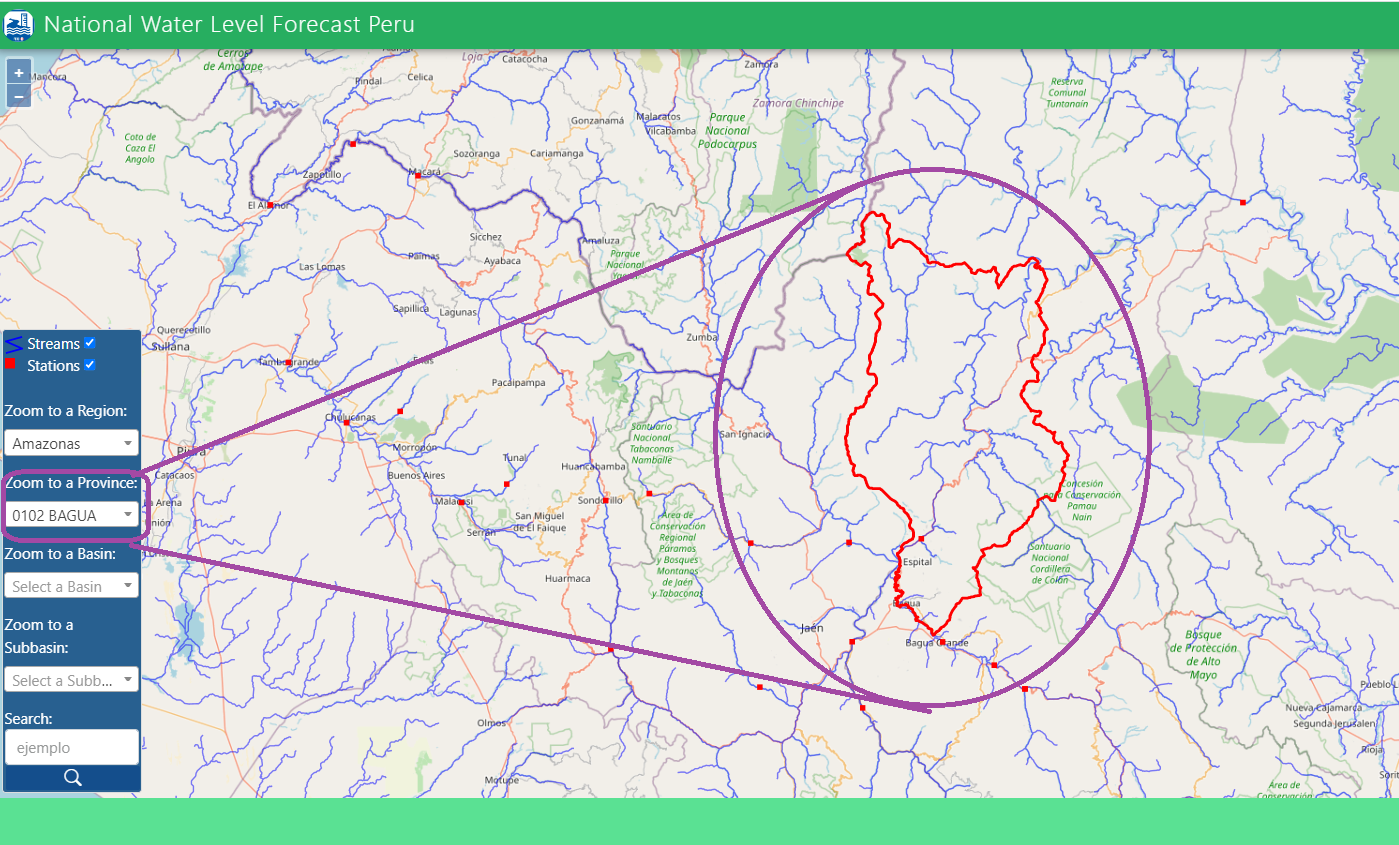 National Water Level Forecast Peru
+
−
Streams
Stations
Zoom to a Region:
Amazonas
Zoom to a Province:
0102 BAGUA
Zoom to a Basin:
Select a Basin
Zoom to a
Subbasin:
Select a Subb...
Search:
ejemplo
Mancora
Cerros
de Amotape
Pindal
Celica
Loja
Catacocha
Zamora
Zamora Chinchipe
Reserva
Comunal
Tuntanain
Coto de
Caza El
Angolo
Gonzanamá
Malacatos
Vilcabamba
Parque
Nacional
Podocarpus
Sozoranga
Cariamanga
Zapotillo
Macará
El Alamor
Sicchez
Amaluza
Parque
Nacional
Paimas
Ayabaca
Las Lomas
Sapillica
Lagunas
Querecotillo
Sullana
Zumba
Tambogrande
Frias
Pacaipampa
Chulucanas
Piura
Morropón
Tunal
Santuario
Nacional
Tabaconas
Namballe
San Ignacio
Catacaos
Buenos Aires
Huancabamba
La Arena
Malacasi
Sondorillo
Concesión
para Conservación
Pamau
Nain
San Miguel
de El Faique
Serran
Area de
Conservación
Regional
Páramos
y Bosques
Montanos
de Jaén
y Tabaconas
Huarmaca
Espital
Santuario
Nacional
Cordillera
de Colán
Bagua
Jaén
Bagua Grande
Bosque
de Protección
de Alto
Mayo
Pueblo L
Nueva Cajamarca
Segunda Jerusalen
Rioja
Olmos
Motupe
Área de
Conservación